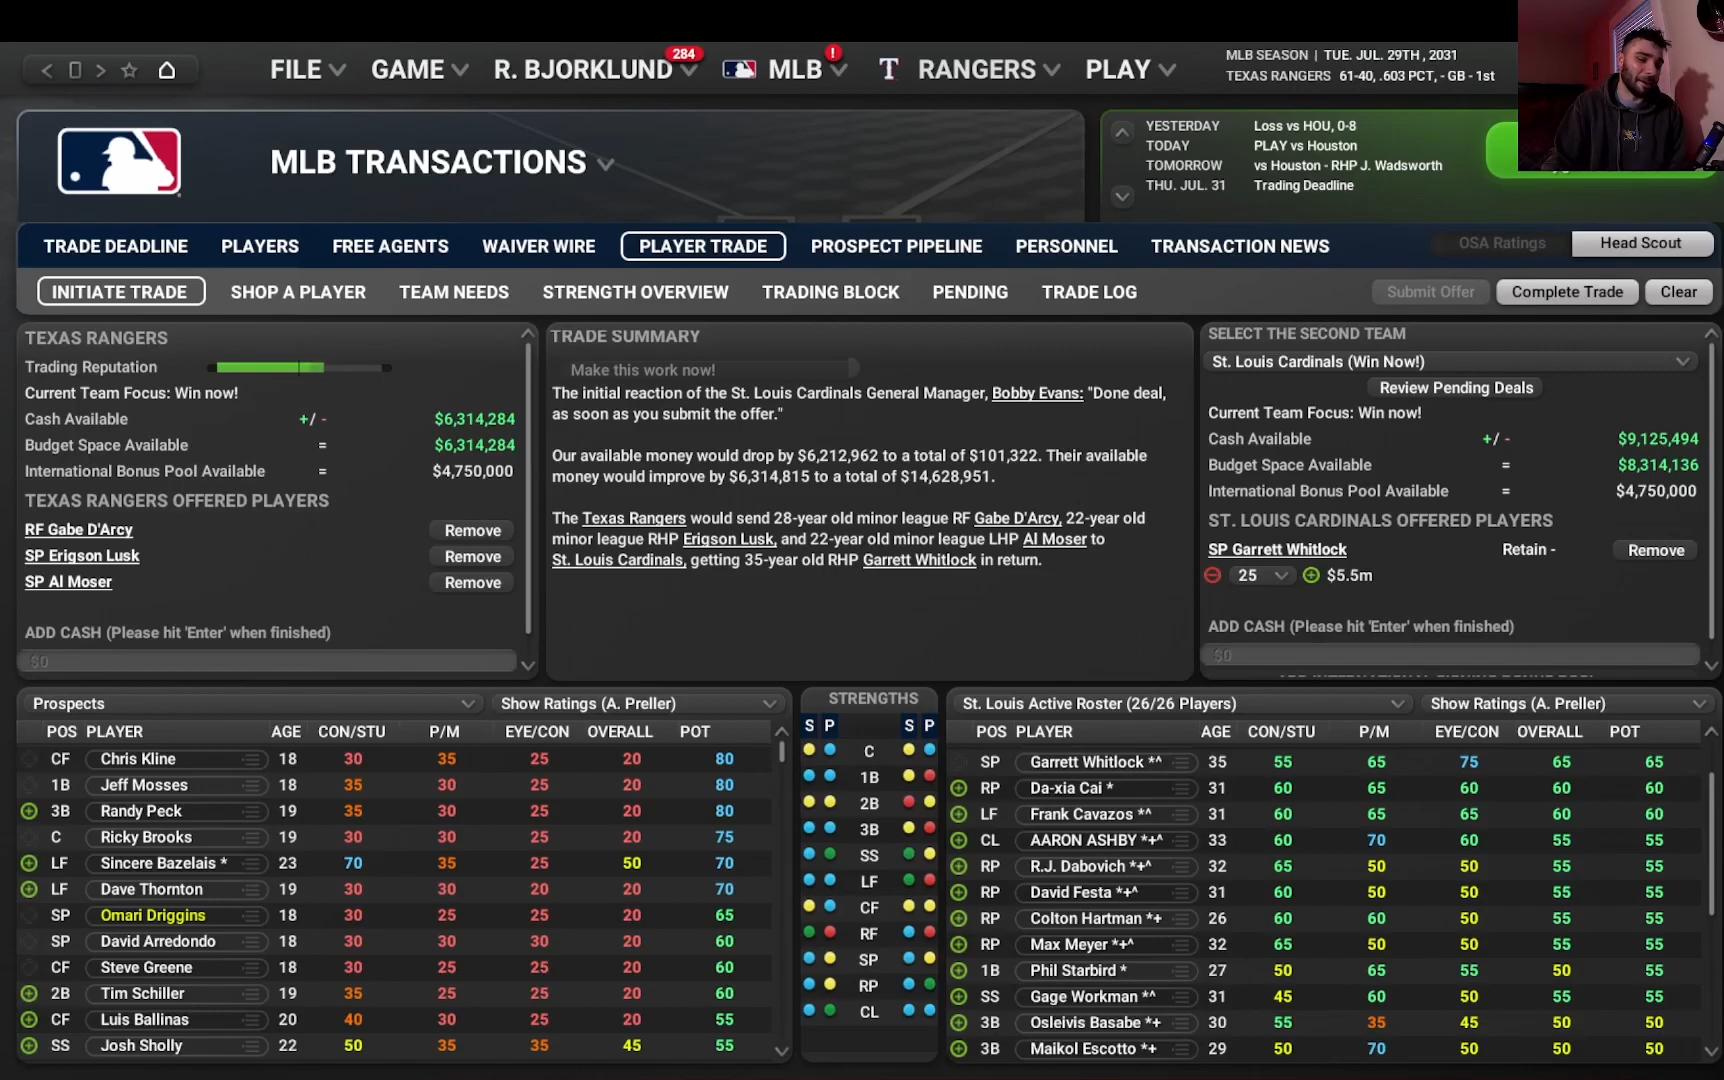 FILE GAME R. BJORKLUND 284 MLB ! RANGERS PLAY
MLB SEASON | TUE. JUL. 29TH, 2031
TEXAS RANGERS 61-40, .603 PCT, - GB - 1st
MLB TRANSACTIONS
YESTERDAY Loss vs HOU, 0-8
TODAY PLAY vs Houston
TOMORROW vs Houston - RHP J. Wadsworth
THU. JUL. 31 Trading Deadline
TRADE DEADLINE PLAYERS FREE AGENTS WAIVER WIRE PLAYER TRADE PROSPECT PIPELINE PERSONNEL TRANSACTION NEWS OSA Ratings Head Scout
INITIATE TRADE SHOP A PLAYER TEAM NEEDS STRENGTH OVERVIEW TRADING BLOCK PENDING TRADE LOG Submit Offer Complete Trade Clear
TEXAS RANGERS
Trading Reputation
Current Team Focus: Win now!
Cash Available +/- $6,314,284
Budget Space Available = $6,314,284
International Bonus Pool Available = $4,750,000
TEXAS RANGERS OFFERED PLAYERS
RF Gabe D'Arcy Remove
SP Erigson Lusk Remove
SP Al Moser Remove
ADD CASH (Please hit 'Enter' when finished)
$0
TRADE SUMMARY
Make this work now!
The initial reaction of the St. Louis Cardinals General Manager, Bobby Evans: "Done deal,
as soon as you submit the offer."
Our available money would drop by $6,212,962 to a total of $101,322. Their available
money would improve by $6,314,815 to a total of $14,628,951.
The Texas Rangers would send 28-year old minor league RF Gabe D'Arcy, 22-year old
minor league RHP Erigson Lusk, and 22-year old minor league LHP Al Moser to
St. Louis Cardinals, getting 35-year old RHP Garrett Whitlock in return.
SELECT THE SECOND TEAM
St. Louis Cardinals (Win Now!)
Review Pending Deals
Current Team Focus: Win now!
Cash Available +/- $9,125,494
Budget Space Available = $8,314,136
International Bonus Pool Available = $4,750,000
ST. LOUIS CARDINALS OFFERED PLAYERS
SP Garrett Whitlock Retain - Remove
25 $5.5m
ADD CASH (Please hit 'Enter' when finished)
$0
Prospects Show Ratings (A. Preller)
POS PLAYER AGE CON/STU P/M EYE/CON OVERALL POT
CF Chris Kline 18 30 35 25 20 80
1B Jeff Mosses 18 35 30 25 20 80
3B Randy Peck 19 35 30 25 20 80
C Ricky Brooks 19 30 30 25 20 75
LF Sincere Bazelais * 23 70 35 25 50 70
LF Dave Thornton 19 30 30 20 20 70
SP Omari Driggins 18 30 25 25 20 65
SP David Arredondo 18 30 30 30 20 60
CF Steve Greene 18 30 25 25 20 60
2B Tim Schiller 19 35 25 25 20 60
CF Luis Ballinas 20 40 30 25 20 55
SS Josh Sholly 22 50 35 35 45 55
STRENGTHS
S P S P
C
1B
2B
3B
SS
LF
CF
RF
SP
RP
CL
St. Louis Active Roster (26/26 Players) Show Ratings (A. Preller)
POS PLAYER AGE CON/STU P/M EYE/CON OVERALL POT
SP Garrett Whitlock *^ 35 55 65 75 65 65
RP Da-xia Cai * 31 60 65 60 60 60
LF Frank Cavazos *^ 31 60 65 65 60 60
CL AARON ASHBY *+^ 33 60 70 60 55 55
RP R.J. Dabovich *+^ 32 65 50 50 55 55
RP David Festa *+^ 31 60 50 50 55 55
RP Colton Hartman *+ 26 60 60 50 55 55
RP Max Meyer *+^ 32 65 50 50 55 55
1B Phil Starbird * 27 50 65 55 50 55
SS Gage Workman *^ 31 45 60 50 55 55
3B Osleivis Basabe *+ 30 55 35 45 50 50
3B Maikol Escotto *+ 29 50 70 50 50 50